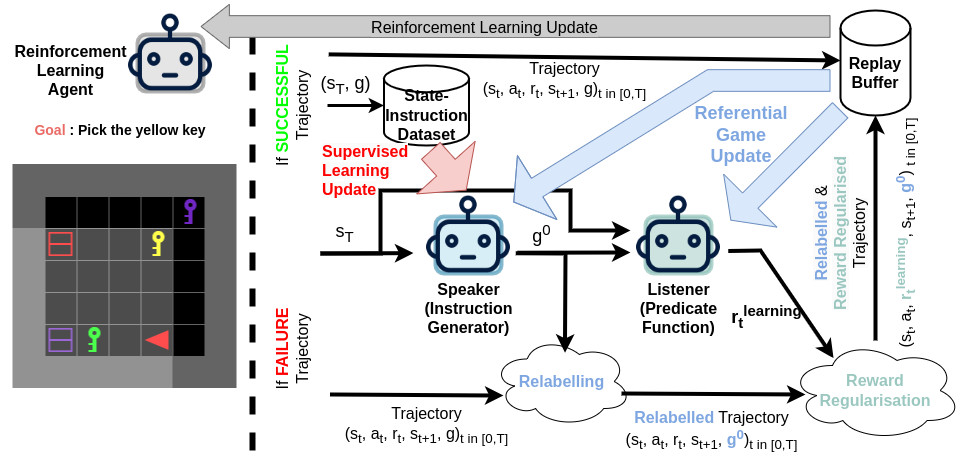 Reinforcement Learning Update
Reinforcement
Learning
Agent
Goal : Pick the yellow key
If SUCCESSFUL
Trajectory
(s_T, g)
State-
Instruction
Dataset
Trajectory
(s_t, a_t, r_t, s_{t+1}, g)_{t in [0,T]}
Replay
Buffer
Supervised
Learning
Update
Referential
Game
Update
s_T
g^0
Speaker
(Instruction
Generator)
Listener
(Predicate
Function)
r_t^{learning}
Relabelled &
Reward Regularised
Trajectory
(s_t, a_t, r_t^{learning}, s_{t+1}, g^0)_{t in [0,T]}
If FAILURE
Trajectory
Relabelling
Reward
Regularisation
Trajectory
(s_t, a_t, r_t, s_{t+1}, g)_{t in [0,T]}
Relabelled Trajectory
(s_t, a_t, r_t, s_{t+1}, g^0)_{t in [0,T]}